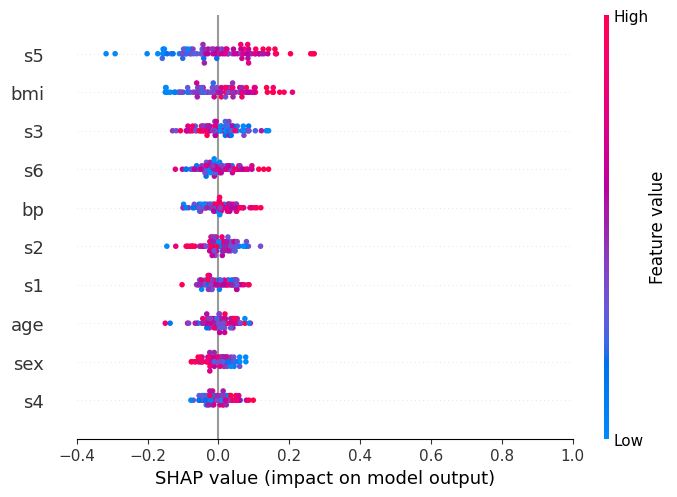 High
s5
bmi
s3
s6
bp
s2
s1
age
sex
s4
Feature value
Low
−0.4 −0.2 0.0 0.2 0.4 0.6 0.8 1.0
SHAP value (impact on model output)